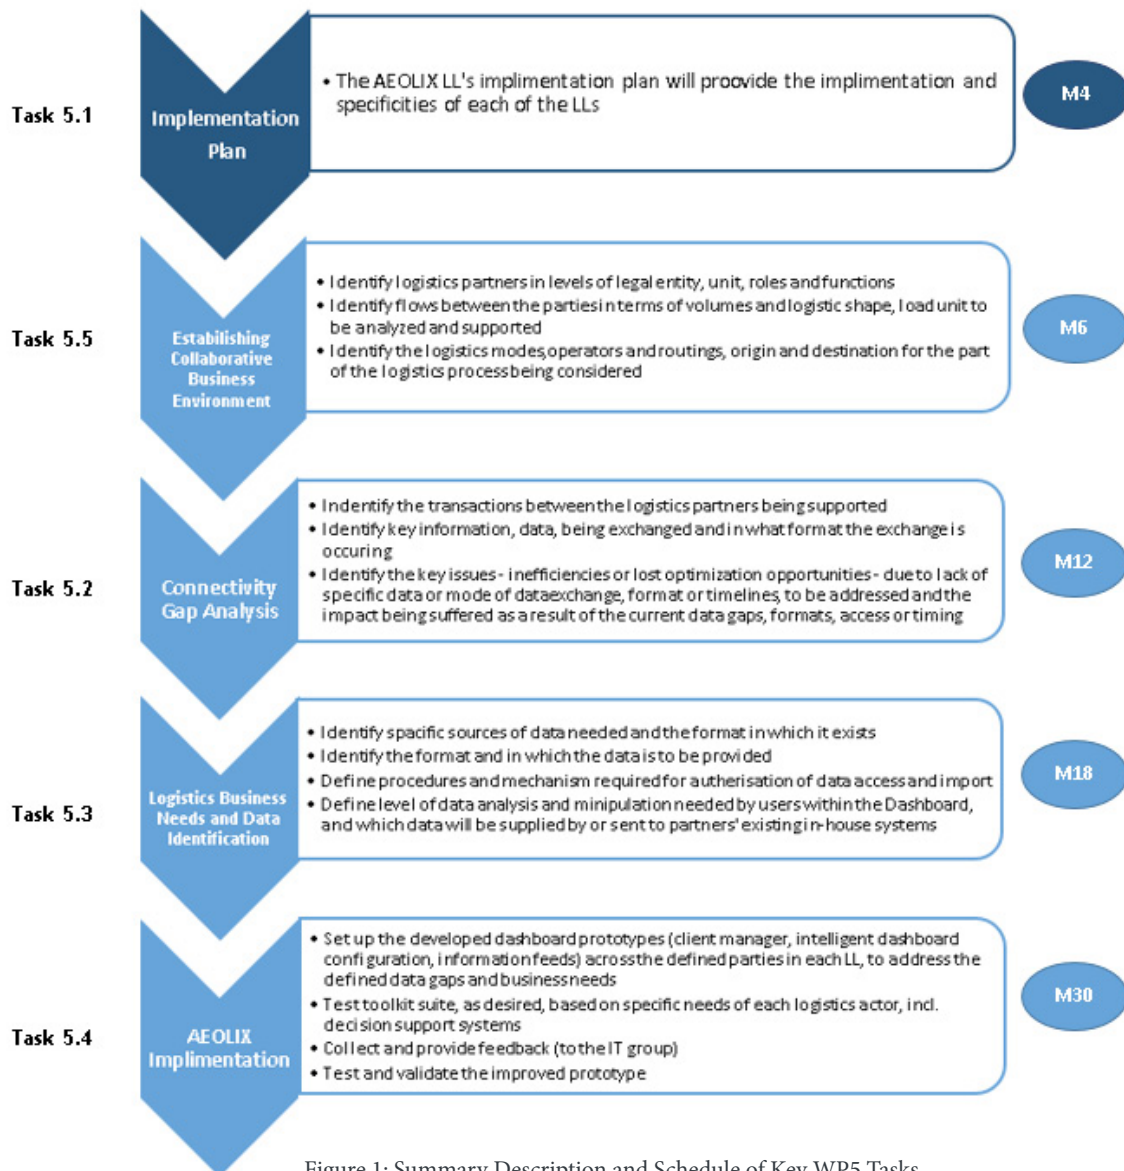 Task 5.1
Implementation
Plan
• The AEOLIX LL's implimentation plan will proovide the implimentation and
specificities of each of the LLs
M4
Task 5.5
Estabilishing
Collaborative
Business
Environment
• Identify logistics partners in levels of legal entity, unit, roles and functions
• Identify flows between the parties in terms of volumes and logistic shape, load unit to
be analyzed and supported
• Identify the logistics modes,operators and routings, origin and destination for the part
of the logistics process being considered
M6
Task 5.2
Connectivity
Gap Analysis
• Indentify the transactions between the logistics partners being supported
• Identify key information, data, being exchanged and in what format the exchange is
occuring
• Identify the key issues - inefficiencies or lost optimization opportunities - due to lack of
specific data or mode of dataexchange, format or timelines, to be addressed and the
impact being suffered as a result of the current data gaps, formats, access or timing
M12
Task 5.3
Logistics Business
Needs and Data
Identification
• Identify spacific sources of data needed and the format in which it exists
• Identify the format and in which the data is to be provided
• Define procedures and mechanism required for autherisation of data access and import
• Define level of data analysis and minipulation needed by users within the Dashboard,
and which data will be supplied by or sent to partners' existing in-house systems
M18
Task 5.4
AEOLIX
Implimentation
• Set up the developed dashboard prototypes (client manager, intelligent dashboard
configuration, information feeds) across the defined parties in each LL, to address the
defined data gaps and business needs
• Test toolkit suite, as desired, based on specific needs of each logistics actor, incl.
decision support systems
• Collect and provide feedback (to the IT group)
• Test and validate the improved prototype
M30
Figure 1: Summary Description and Schedule of Key WP5 Tasks